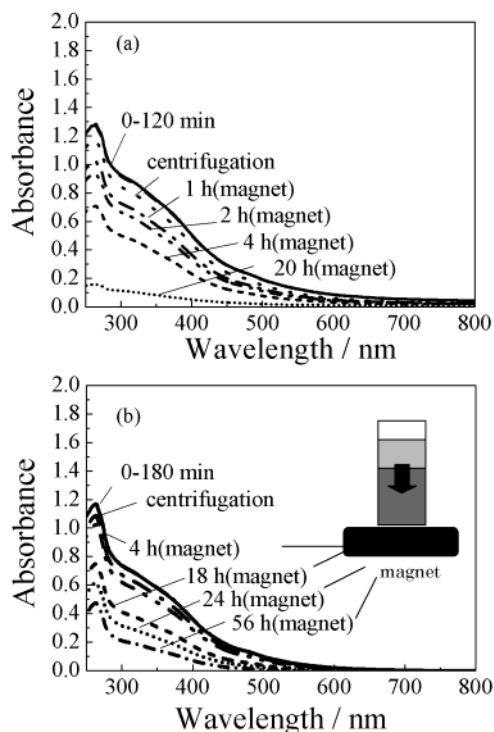 (a)
2.0
1.8
1.6
1.4
1.2
1.0
0.8
0.6
0.4
0.2
0.0
Absorbance
0-120 min
centrifugation
1 h(magnet)
2 h(magnet)
4 h(magnet)
20 h(magnet)
300 400 500 600 700 800
Wavelength / nm
(b)
2.0
1.8
1.6
1.4
1.2
1.0
0.8
0.6
0.4
0.2
0.0
Absorbance
0-180 min
centrifugation
4 h(magnet)
18 h(magnet)
24 h(magnet)
56 h(magnet)
magnet
300 400 500 600 700 800
Wavelength / nm